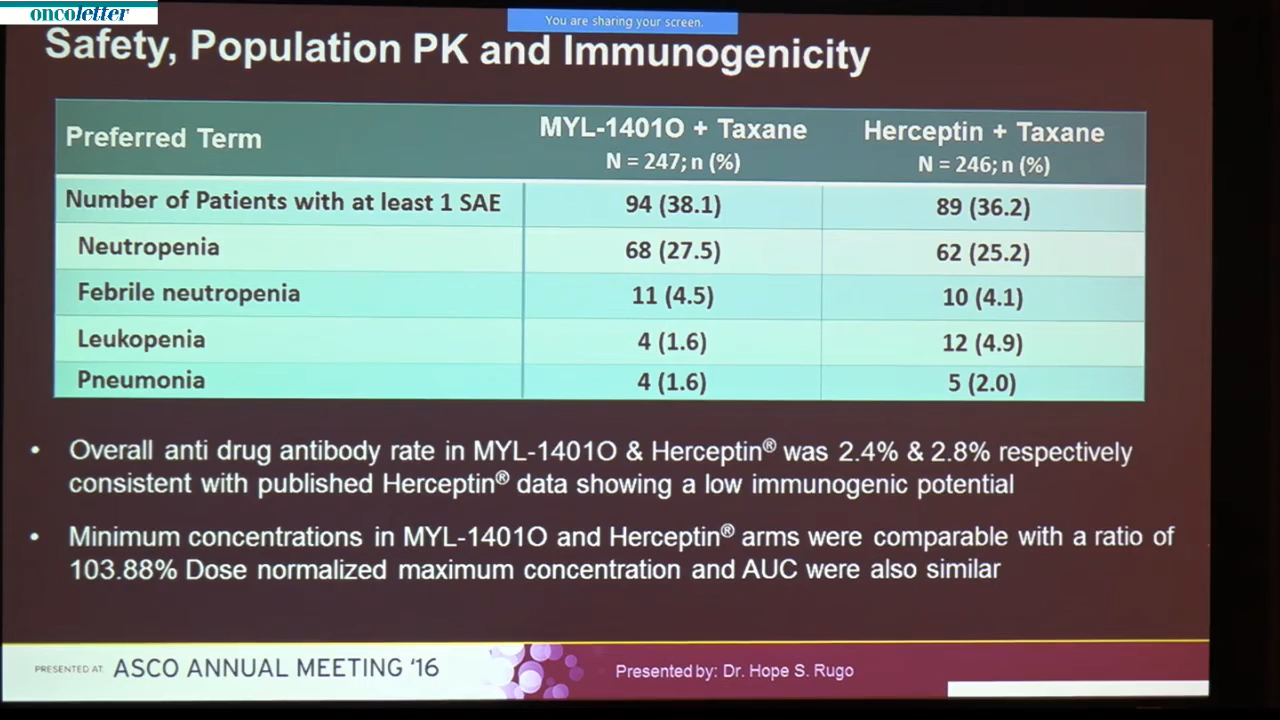 oncoletter
You are sharing your screen.
Safety, Population PK and Immunogenicity
Preferred Term
MYL-1401O + Taxane
N = 247; n (%)
Herceptin + Taxane
N = 246; n (%)
Number of Patients with at least 1 SAE
94 (38.1)
89 (36.2)
Neutropenia
68 (27.5)
62 (25.2)
Febrile neutropenia
11 (4.5)
10 (4.1)
Leukopenia
4 (1.6)
12 (4.9)
Pneumonia
4 (1.6)
5 (2.0)
• Overall anti drug antibody rate in MYL-1401O & Herceptin® was 2.4% & 2.8% respectively
consistent with published Herceptin® data showing a low immunogenic potential
• Minimum concentrations in MYL-1401O and Herceptin® arms were comparable with a ratio of
103.88% Dose normalized maximum concentration and AUC were also similar
PRESENTED AT: ASCO ANNUAL MEETING '16
Presented by: Dr. Hope S. Rugo